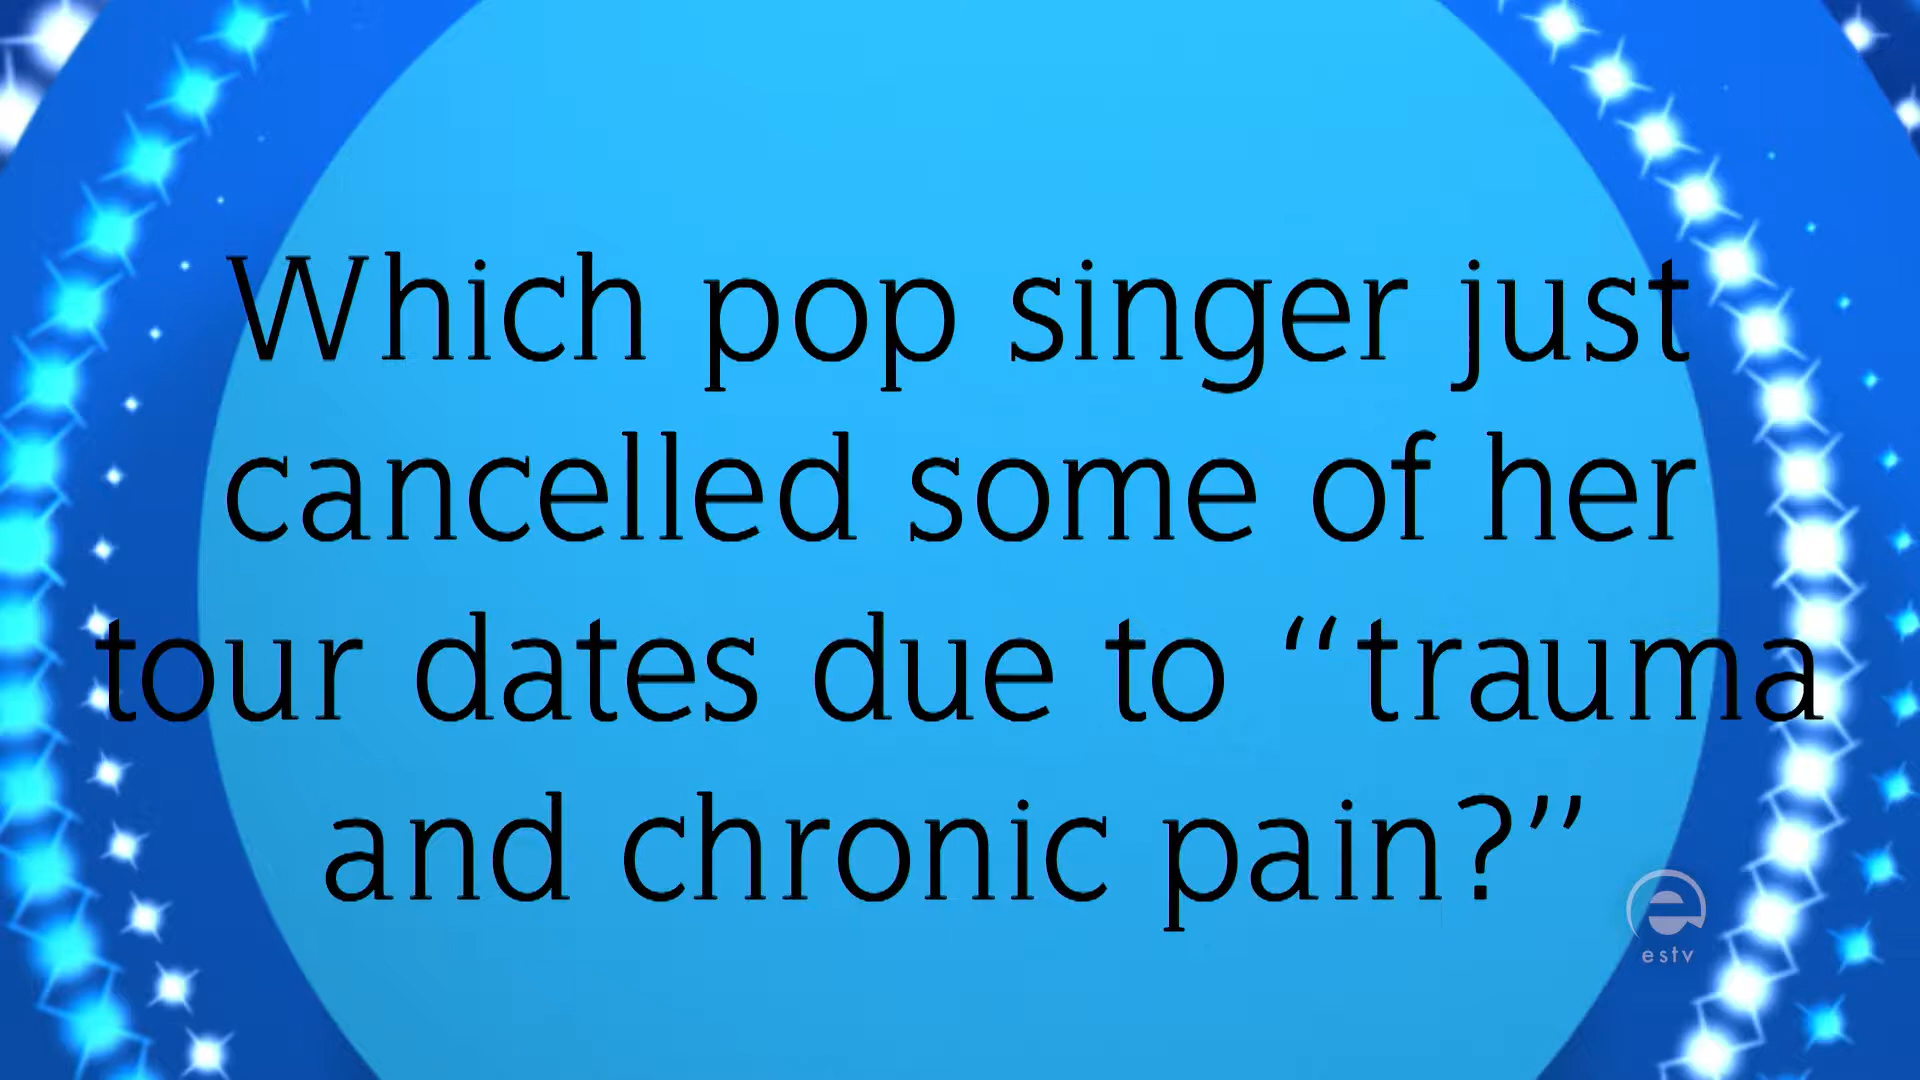 Which pop singer just
cancelled some of her
tour dates due to “trauma
and chronic pain?”
estv